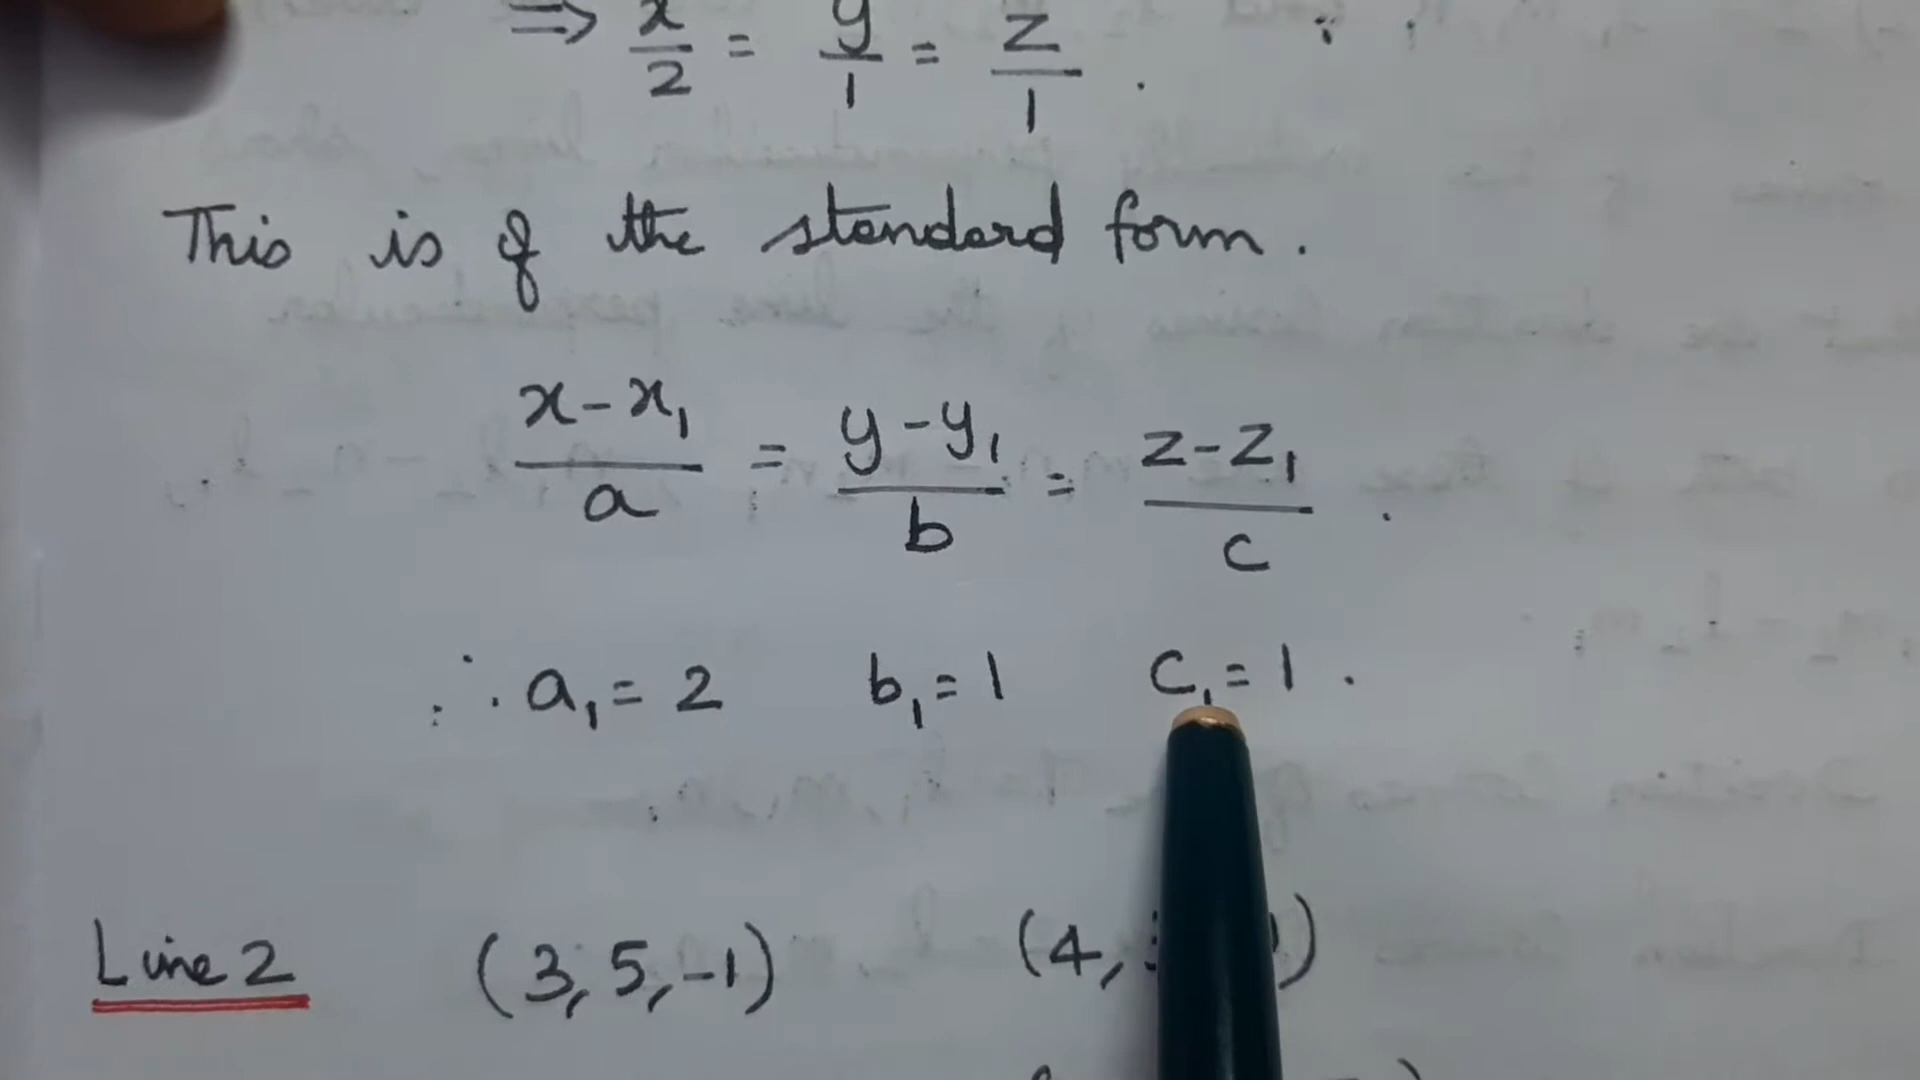 ⇒ x/2 = y/1 = z/1 .
This is of the standard form .
x-x₁/a = y-y₁/b = z-z₁/c .
∴ a₁ = 2 b₁ = 1 c₁ = 1 .
Line 2 (3, 5, -1) (4,